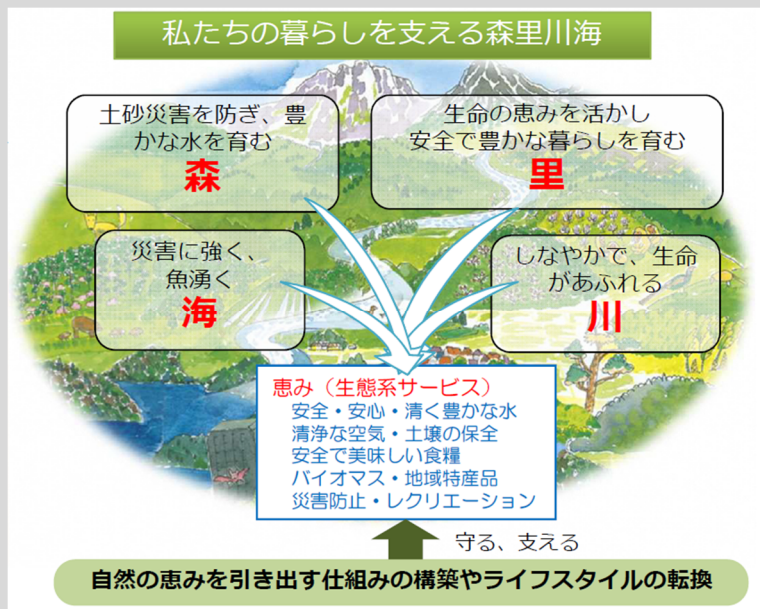 私たちの暮らしを支える森里川海
土砂災害を防ぎ、豊
かな水を育む
森
生命の恵みを活かし
安全で豊かな暮らしを育む
里
災害に強く、
魚湧く
海
しなやかで、生命
があふれる
川
恵み（生態系サービス）
安全・安心・清く豊かな水
清浄な空気・土壌の保全
安全で美味しい食糧
バイオマス・地域特産品
災害防止・レクリエーション
守る、支える
自然の恵みを引き出す仕組みの構築やライフスタイルの転換